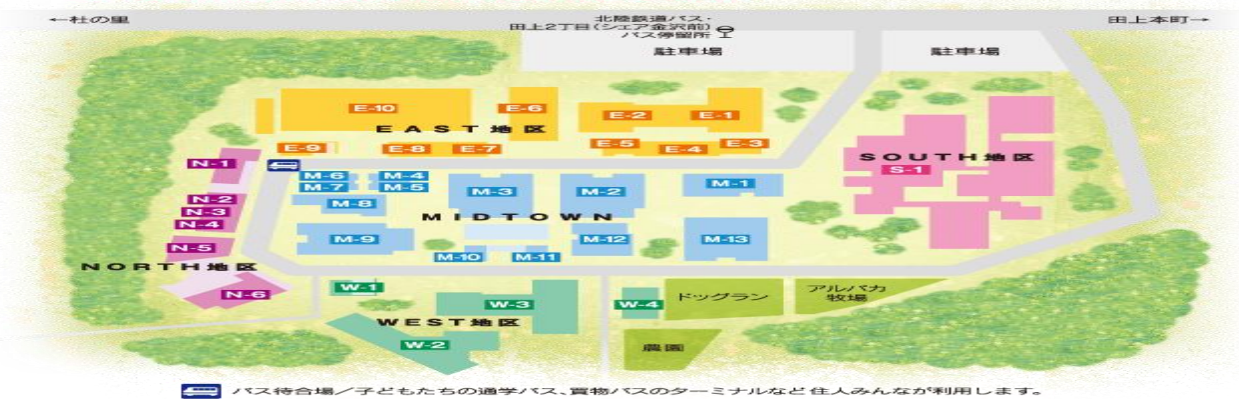 ←杜の里
北陸鉄道バス・
田上2丁目(シェア金沢前)
バス停留所
田上本町→
駐車場
駐車場
E-10
E-6
E-2
E-1
EAST地区
E-9
E-8
E-7
E-5
E-4
E-3
SOUTH地区
S-1
N-1
N-2
N-3
N-4
N-5
NORTH地区
N-6
M-6
M-4
M-7
M-5
M-8
M-3
M-2
M-1
MIDTOWN
M-9
M-10
M-11
M-12
M-13
W-1
W-3
W-4
WEST地区
W-2
ドッグラン
アルパカ
牧場
農園
バス待合場/子どもたちの通学バス、買物バスのターミナルなど住人みんなが利用します。